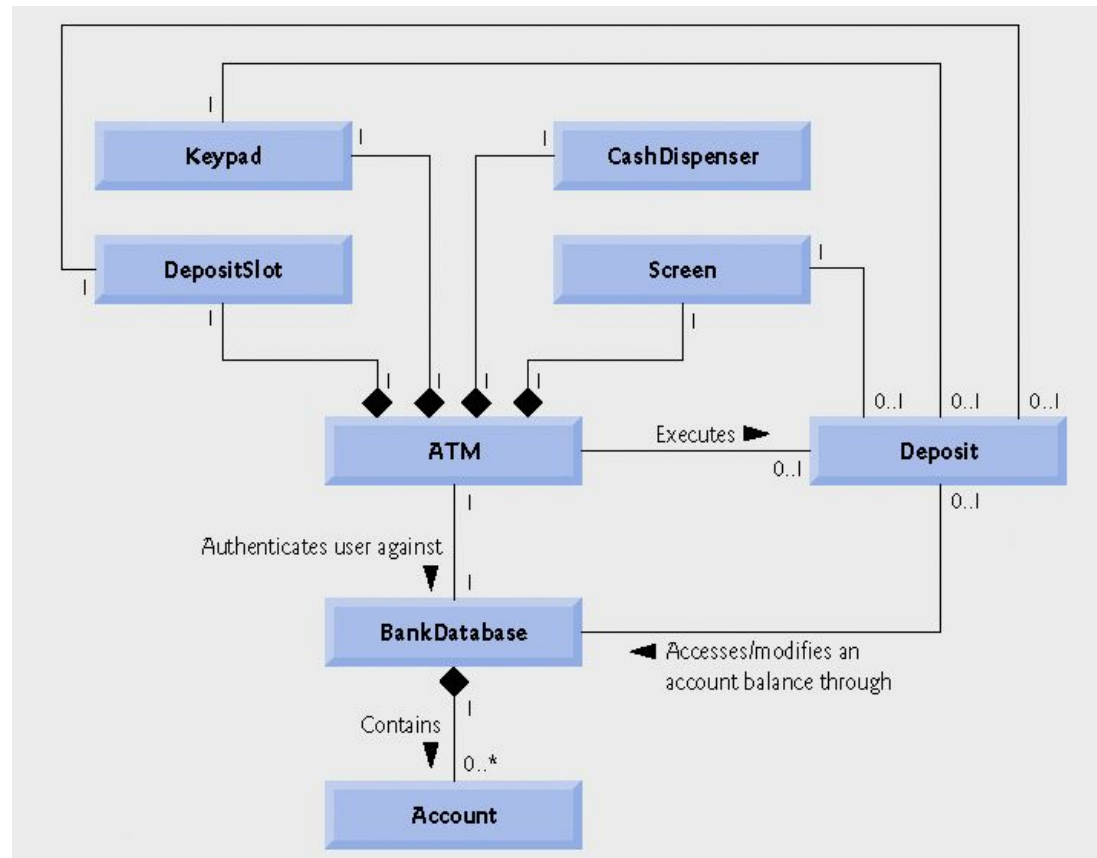 1
Keypad
1
1
CashDispenser
DepositSlot
1
1
Screen
1
1
1
1
1
1
0..1
0..1
0..1
ATM
Executes
0..1
Deposit
1
0..1
Authenticates user against
1
BankDatabase
Accesses/modifies an
account balance through
1
Contains
0..*
Account